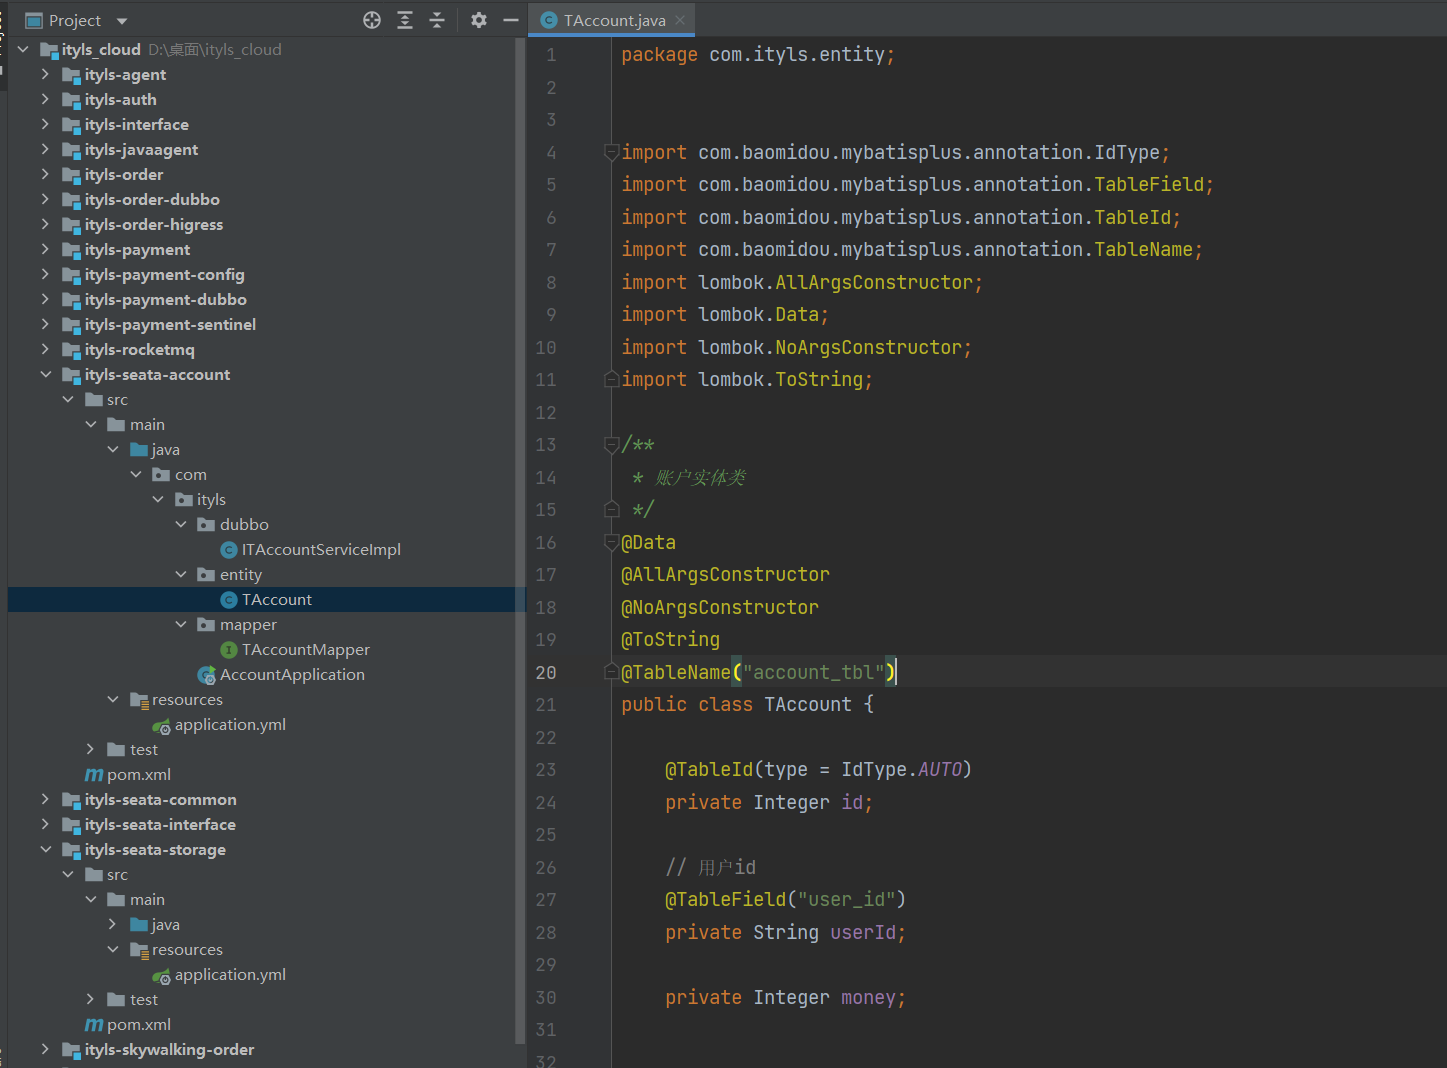 Project
ityls_cloud D:\桌面\ityls_cloud
ityls-agent
ityls-auth
ityls-interface
ityls-javaagent
ityls-order
ityls-order-dubbo
ityls-order-higress
ityls-payment
ityls-payment-config
ityls-payment-dubbo
ityls-payment-sentinel
ityls-rocketmq
ityls-seata-account
src
main
java
com
ityls
dubbo
ITAccountServiceImpl
entity
TAccount
mapper
TAccountMapper
AccountApplication
resources
application.yml
test
pom.xml
ityls-seata-common
ityls-seata-interface
ityls-seata-storage
src
main
java
resources
application.yml
test
pom.xml
ityls-skywalking-order
TAccount.java
1 package com.ityls.entity;
2
3
4 import com.baomidou.mybatisplus.annotation.IdType;
5 import com.baomidou.mybatisplus.annotation.TableField;
6 import com.baomidou.mybatisplus.annotation.TableId;
7 import com.baomidou.mybatisplus.annotation.TableName;
8 import lombok.AllArgsConstructor;
9 import lombok.Data;
10 import lombok.NoArgsConstructor;
11 import lombok.ToString;
12
13 /**
14 * 账户实体类
15 */
16 @Data
17 @AllArgsConstructor
18 @NoArgsConstructor
19 @ToString
20 @TableName("account_tbl")
21 public class TAccount {
22
23 @TableId(type = IdType.AUTO)
24 private Integer id;
25
26 // 用户id
27 @TableField("user_id")
28 private String userId;
29
30 private Integer money;
31
32